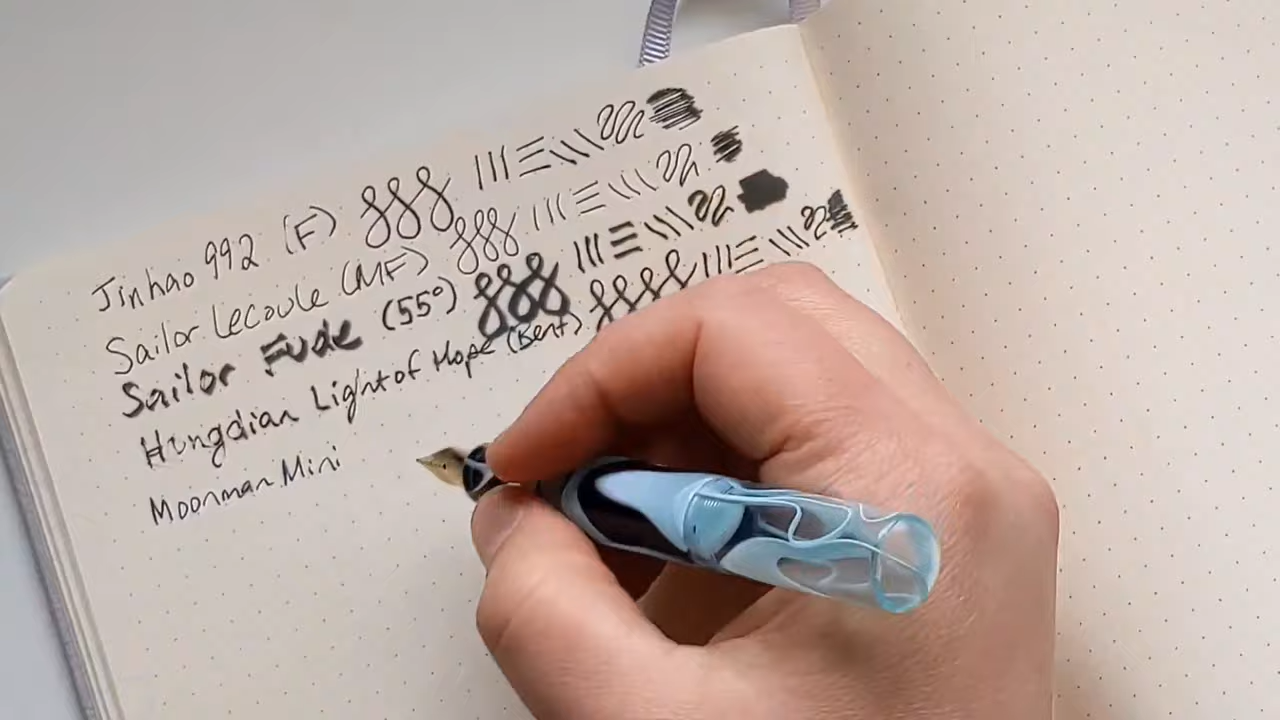 Jinhao 992 (F)
Sailor Lecoule (MF)
Sailor Fude (55°)
Hongdian Light of Hope (Bent)
Moonman Mini